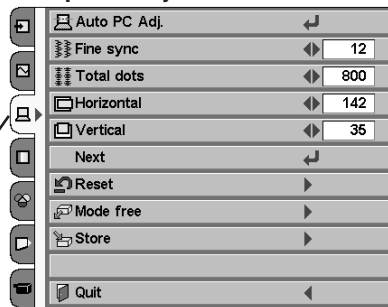 Auto PC Adj.
Fine sync 12
Total dots 800
Horizontal 142
Vertical 35
Next
Reset
Mode free
Store
Quit